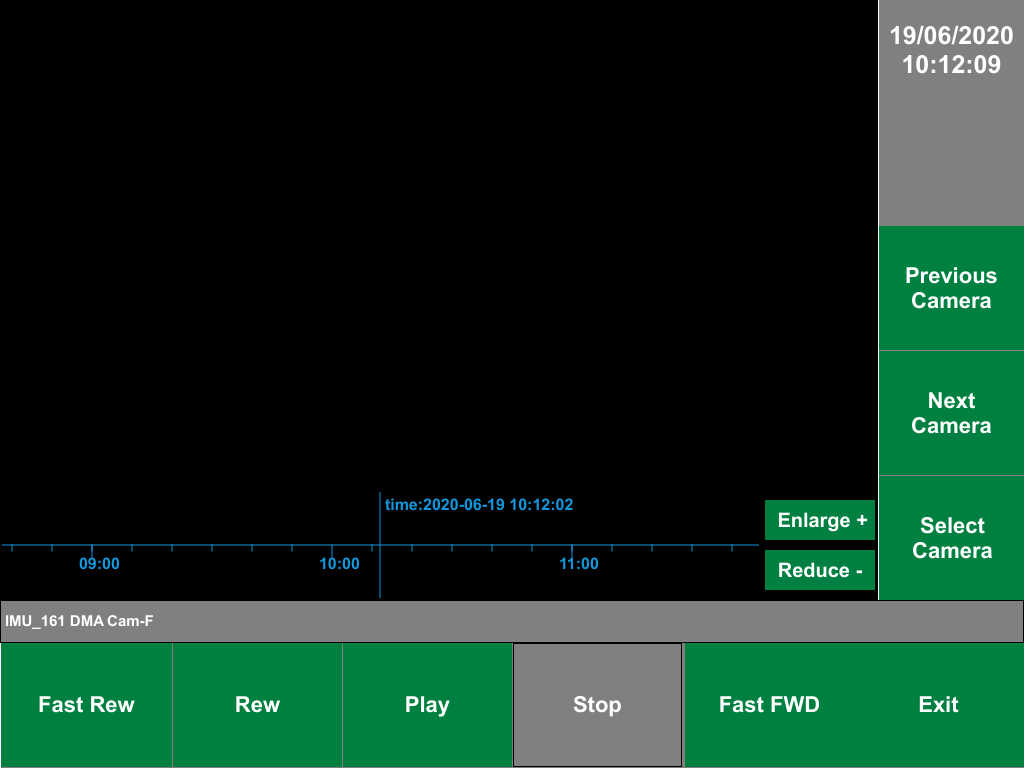 19/06/2020
10:12:09
Previous
Camera
Next
Camera
Select
Camera
time:2020-06-19 10:12:02
09:00
10:00
11:00
Enlarge +
Reduce -
IMU_161 DMA Cam-F
Fast Rew
Rew
Play
Stop
Fast FWD
Exit